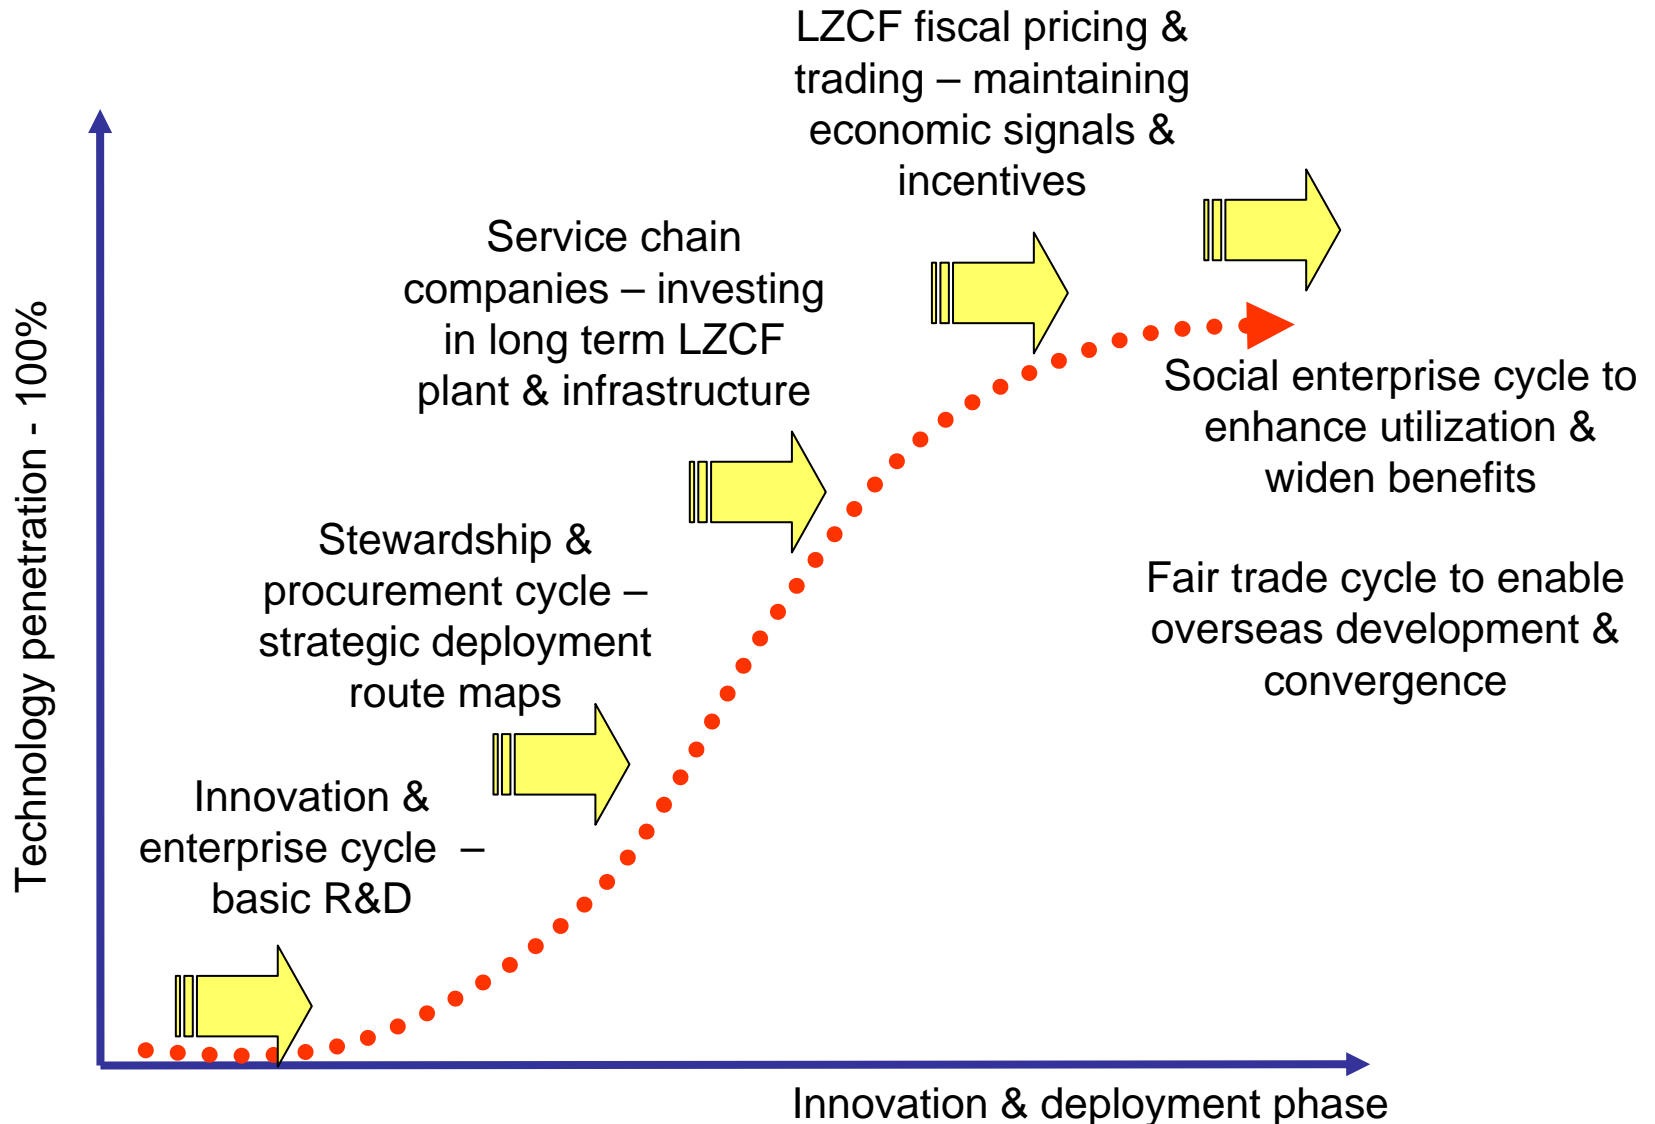 LZCF fiscal pricing &
trading – maintaining
economic signals &
incentives
Service chain
companies – investing
in long term LZCF
plant & infrastructure
Stewardship &
procurement cycle –
strategic deployment
route maps
Innovation &
enterprise cycle  –
basic R&D
Social enterprise cycle to
enhance utilization &
widen benefits
Fair trade cycle to enable
overseas development &
convergence
Technology penetration - 100%
Innovation & deployment phase